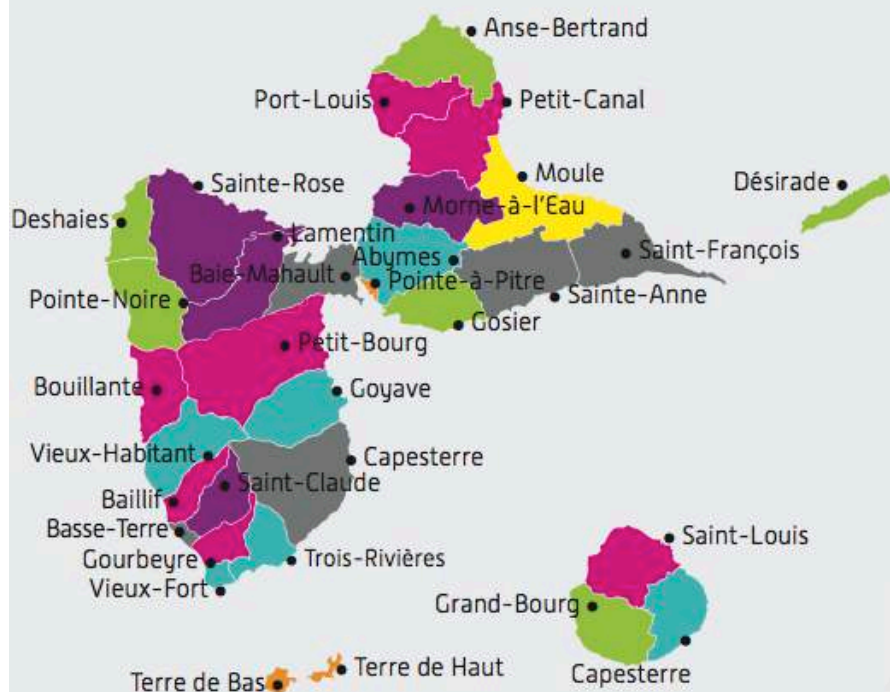 Anse-Bertrand
Port-Louis
Petit-Canal
Moule
Sainte-Rose
Désirade
Morne-à-l'Eau
Deshaies
Lamentin
Abymes
Saint-François
Baie-Mahault
Pointe-à-Pitre
Pointe-Noire
Sainte-Anne
Gosier
Petit-Bourg
Bouillante
Goyave
Vieux-Habitant
Capesterre
Saint-Claude
Baillif
Basse-Terre
Saint-Louis
Gourbeyre
Trois-Rivières
Vieux-Fort
Grand-Bourg
Capesterre
Terre de Haut
Terre de Bas